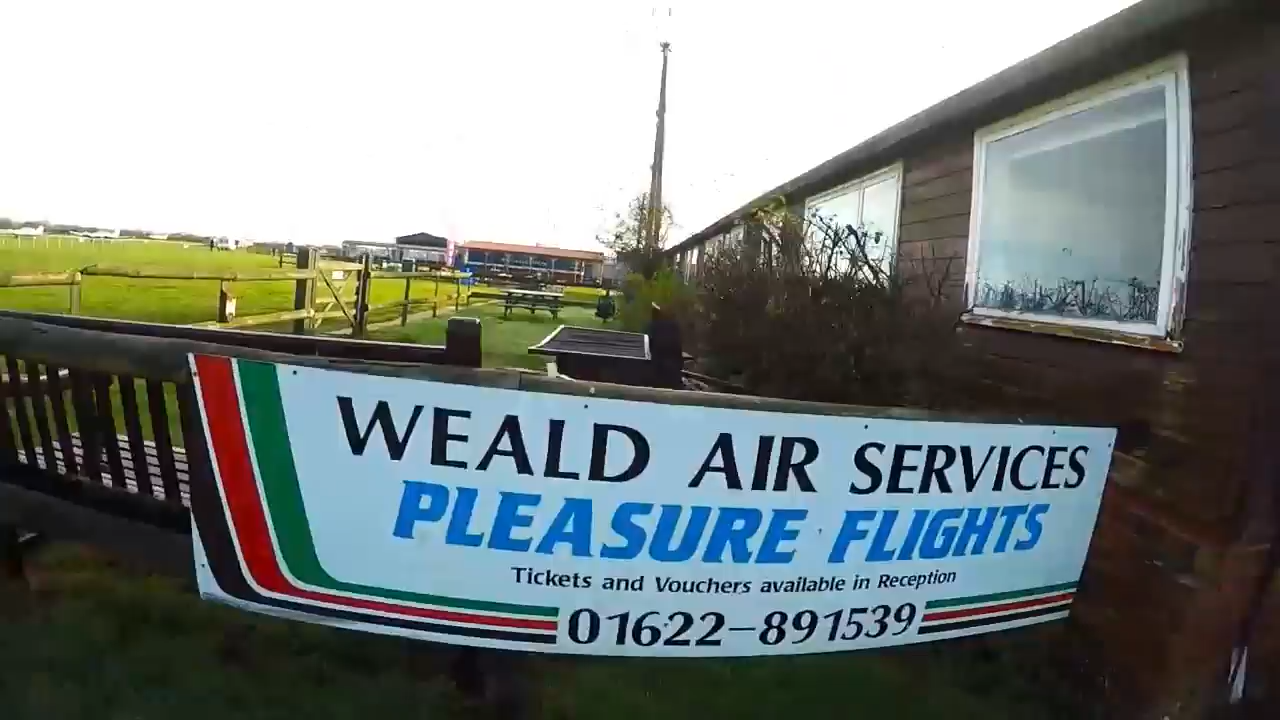 WEALD AIR SERVICES
PLEASURE FLIGHTS
Tickets and Vouchers available in Reception
01622-891539